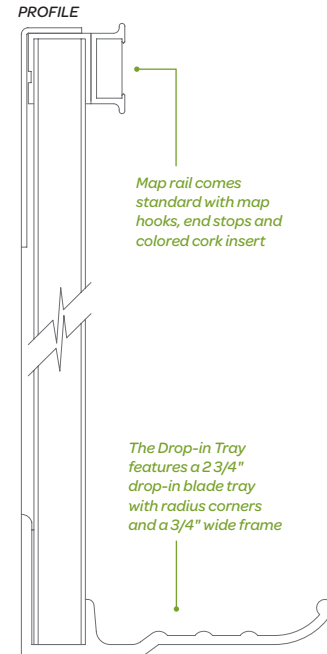 PROFILE
Map rail comes
standard with map
hooks, end stops and
colored cork insert
The Drop-in Tray
features a 2 3/4"
drop-in blade tray
with radius corners
and a 3/4" wide frame